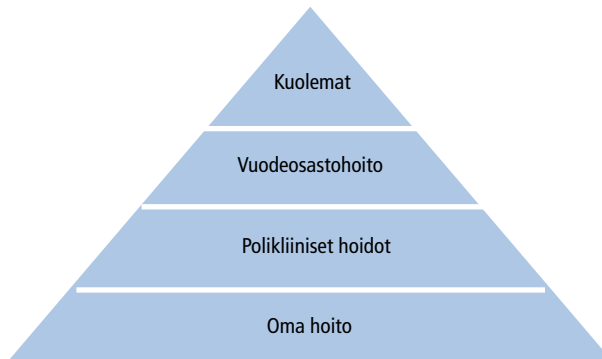 Kuolemat
Vuodeosastohoito
Polikliiniset hoidot
Oma hoito